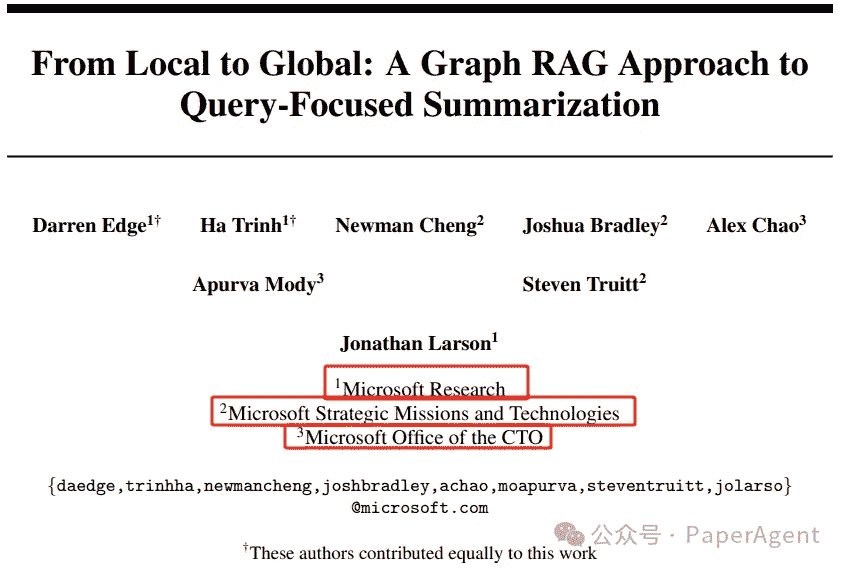 From Local to Global: A Graph RAG Approach to
Query-Focused Summarization
Darren Edge¹† Ha Trinh¹† Newman Cheng² Joshua Bradley² Alex Chao³
Apurva Mody³ Steven Truitt²
Jonathan Larson¹
¹Microsoft Research
²Microsoft Strategic Missions and Technologies
³Microsoft Office of the CTO
{daedge,trinhha,newmancheng,joshbradley,achao,moapurva,steventruitt,jolarso}
@microsoft.com
†These authors contributed equally to this work
公众号 · PaperAgent